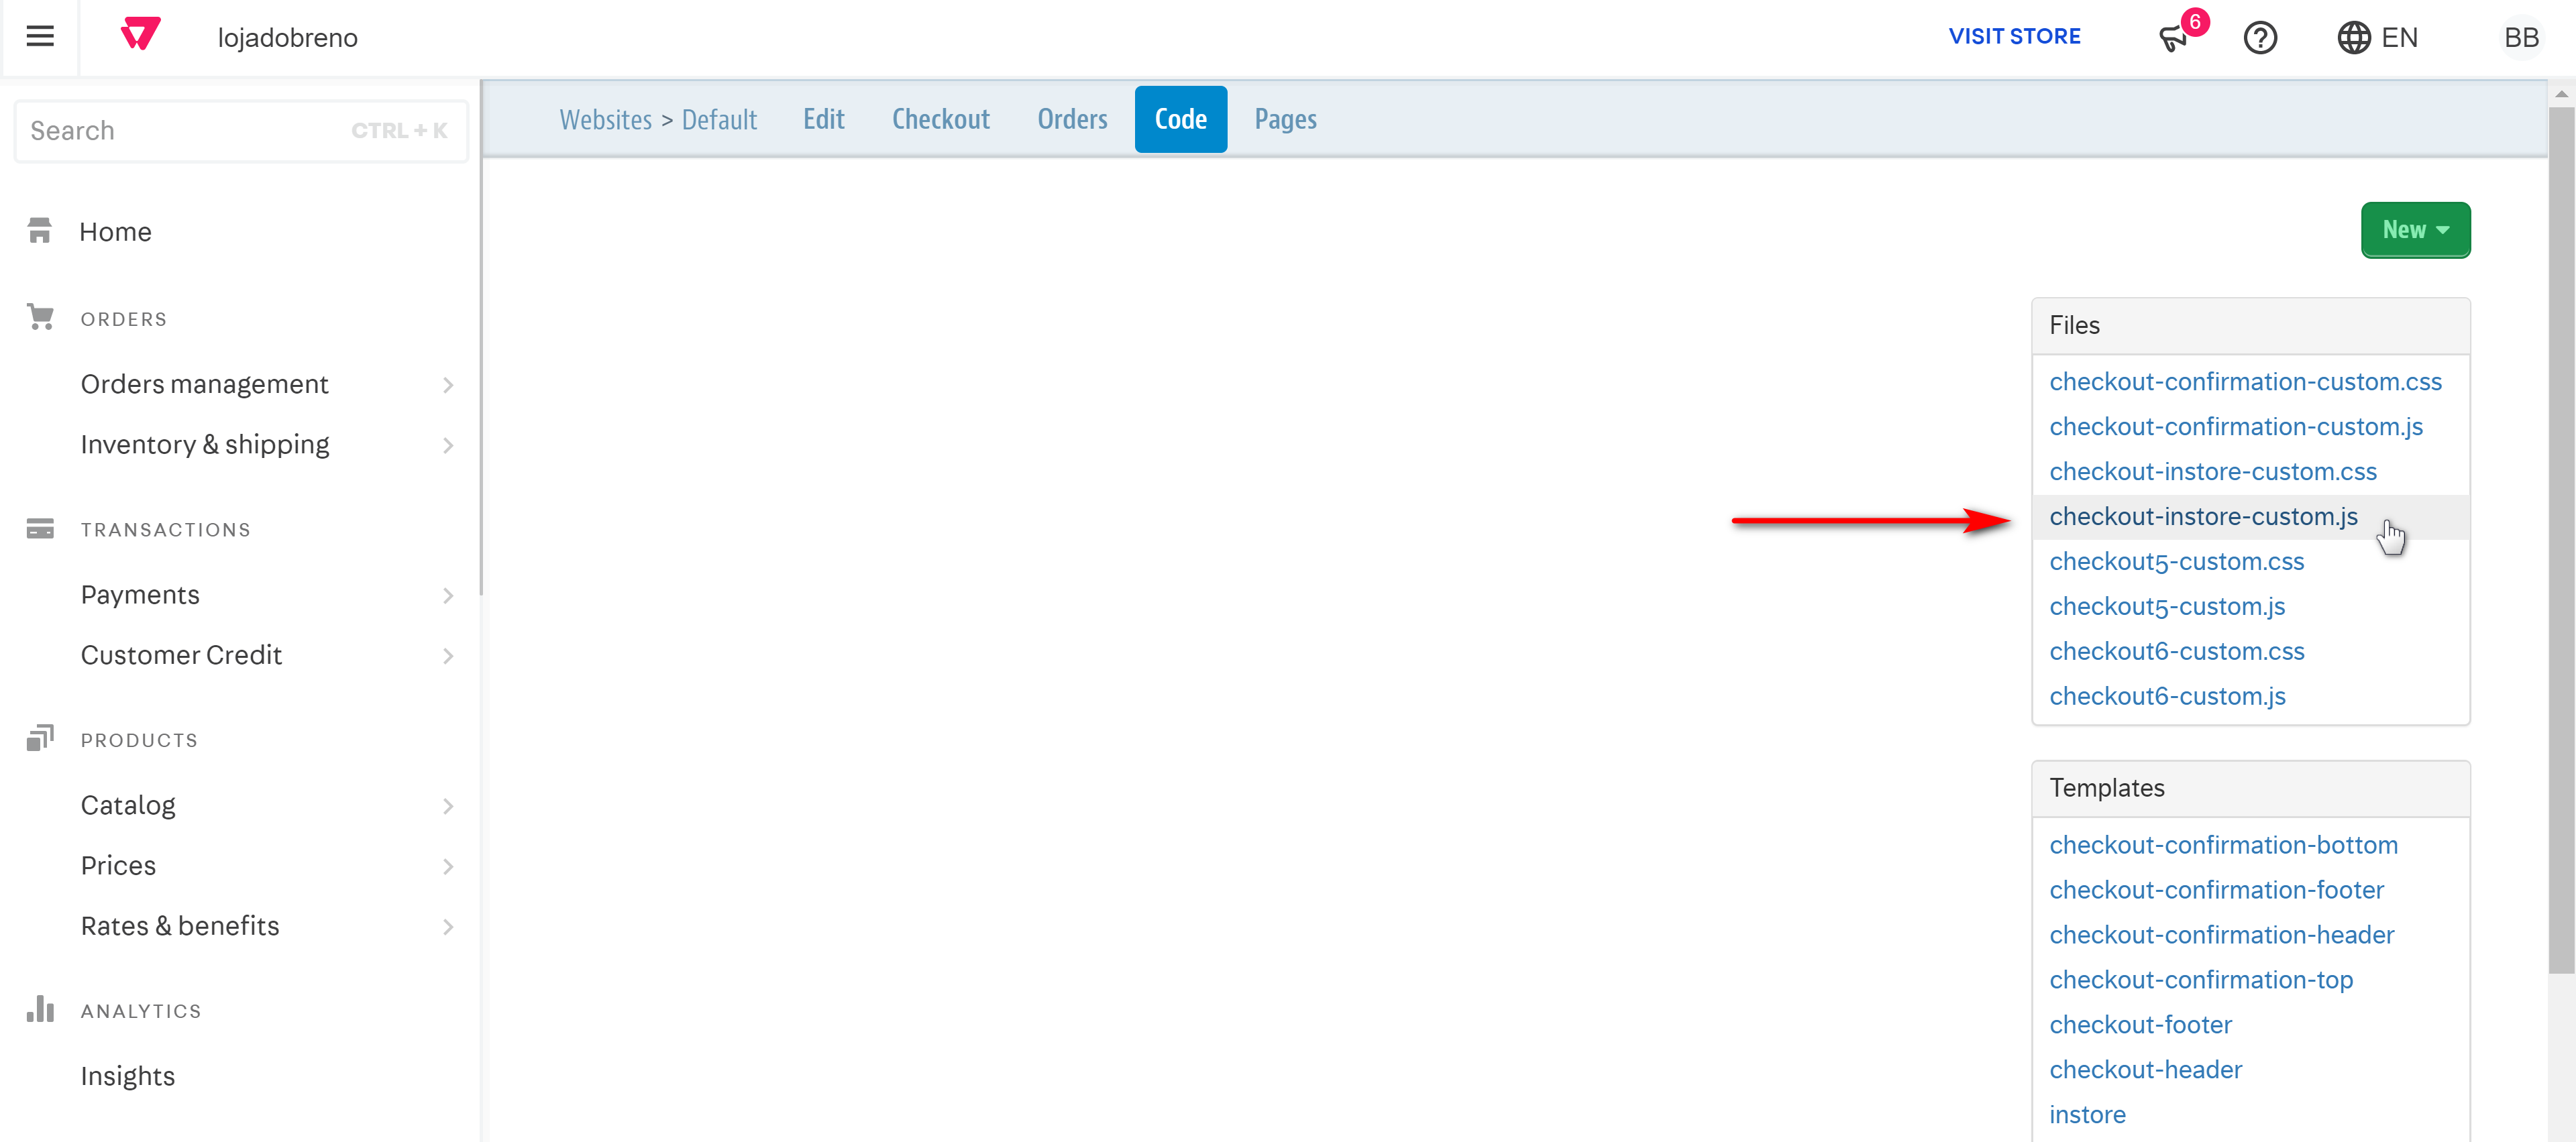 lojadobreno
VISIT STORE
6
EN
BB
Search CTRL + K
Home
ORDERS
Orders management
Inventory & shipping
TRANSACTIONS
Payments
Customer Credit
PRODUCTS
Catalog
Prices
Rates & benefits
ANALYTICS
Insights
Websites > Default Edit Checkout Orders Code Pages
New
Files
checkout-confirmation-custom.css
checkout-confirmation-custom.js
checkout-instore-custom.css
checkout-instore-custom.js
checkout5-custom.css
checkout5-custom.js
checkout6-custom.css
checkout6-custom.js
Templates
checkout-confirmation-bottom
checkout-confirmation-footer
checkout-confirmation-header
checkout-confirmation-top
checkout-footer
checkout-header
instore